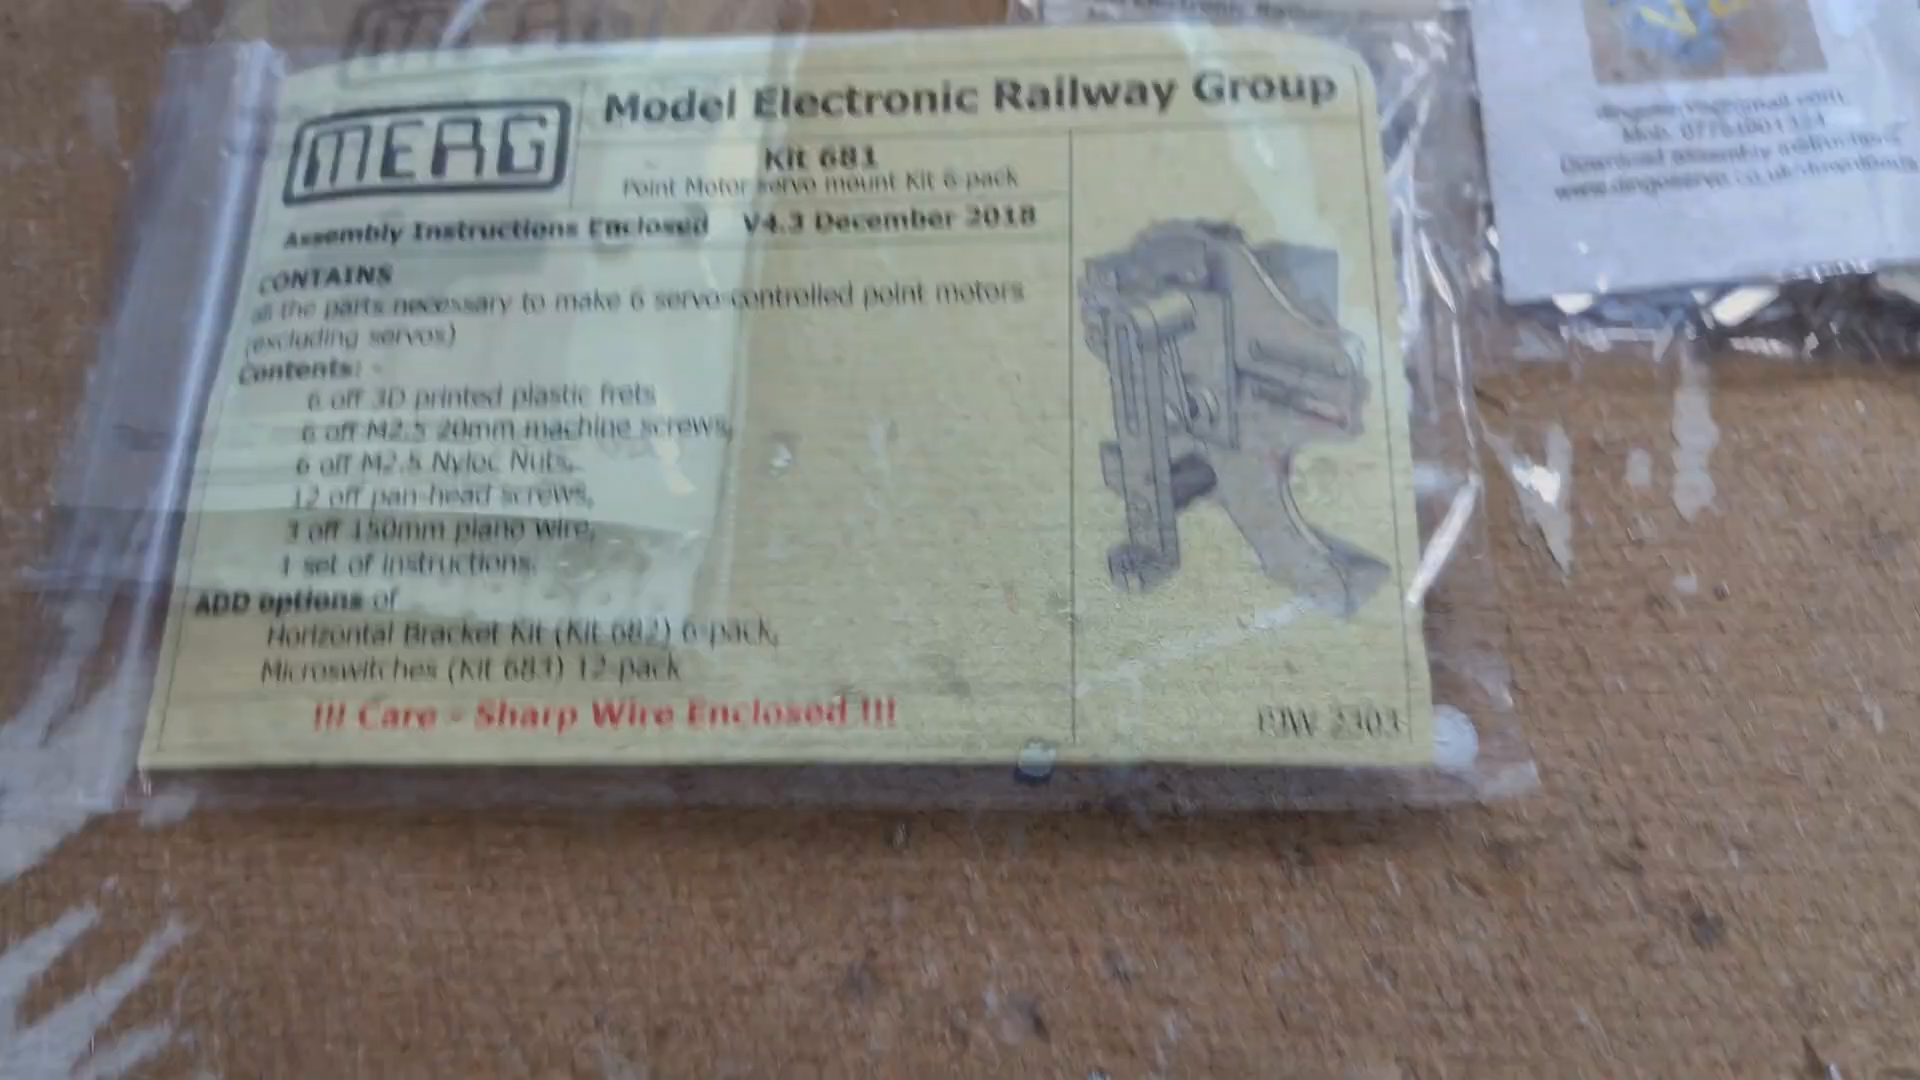 MERG
Model Electronic Railway Group
Kit 681
Point Motor servo mount Kit 6-pack
Assembly Instructions Enclosed V4.3 December 2018
CONTAINS
all the parts necessary to make 6 servo-controlled point motors
(excluding servos)
Contents: -
6 off 3D printed plastic frets
6 off M2.5 20mm machine screws,
6 off M2.5 Nyloc Nuts,
12 off pan-head screws,
3 off 150mm piano wire,
1 set of instructions.
ADD options of
Horizontal Bracket Kit (Kit 682) 6-pack,
Microswitches (Kit 683) 12-pack
!!! Care - Sharp Wire Enclosed !!!
2303
Download assembly instructions